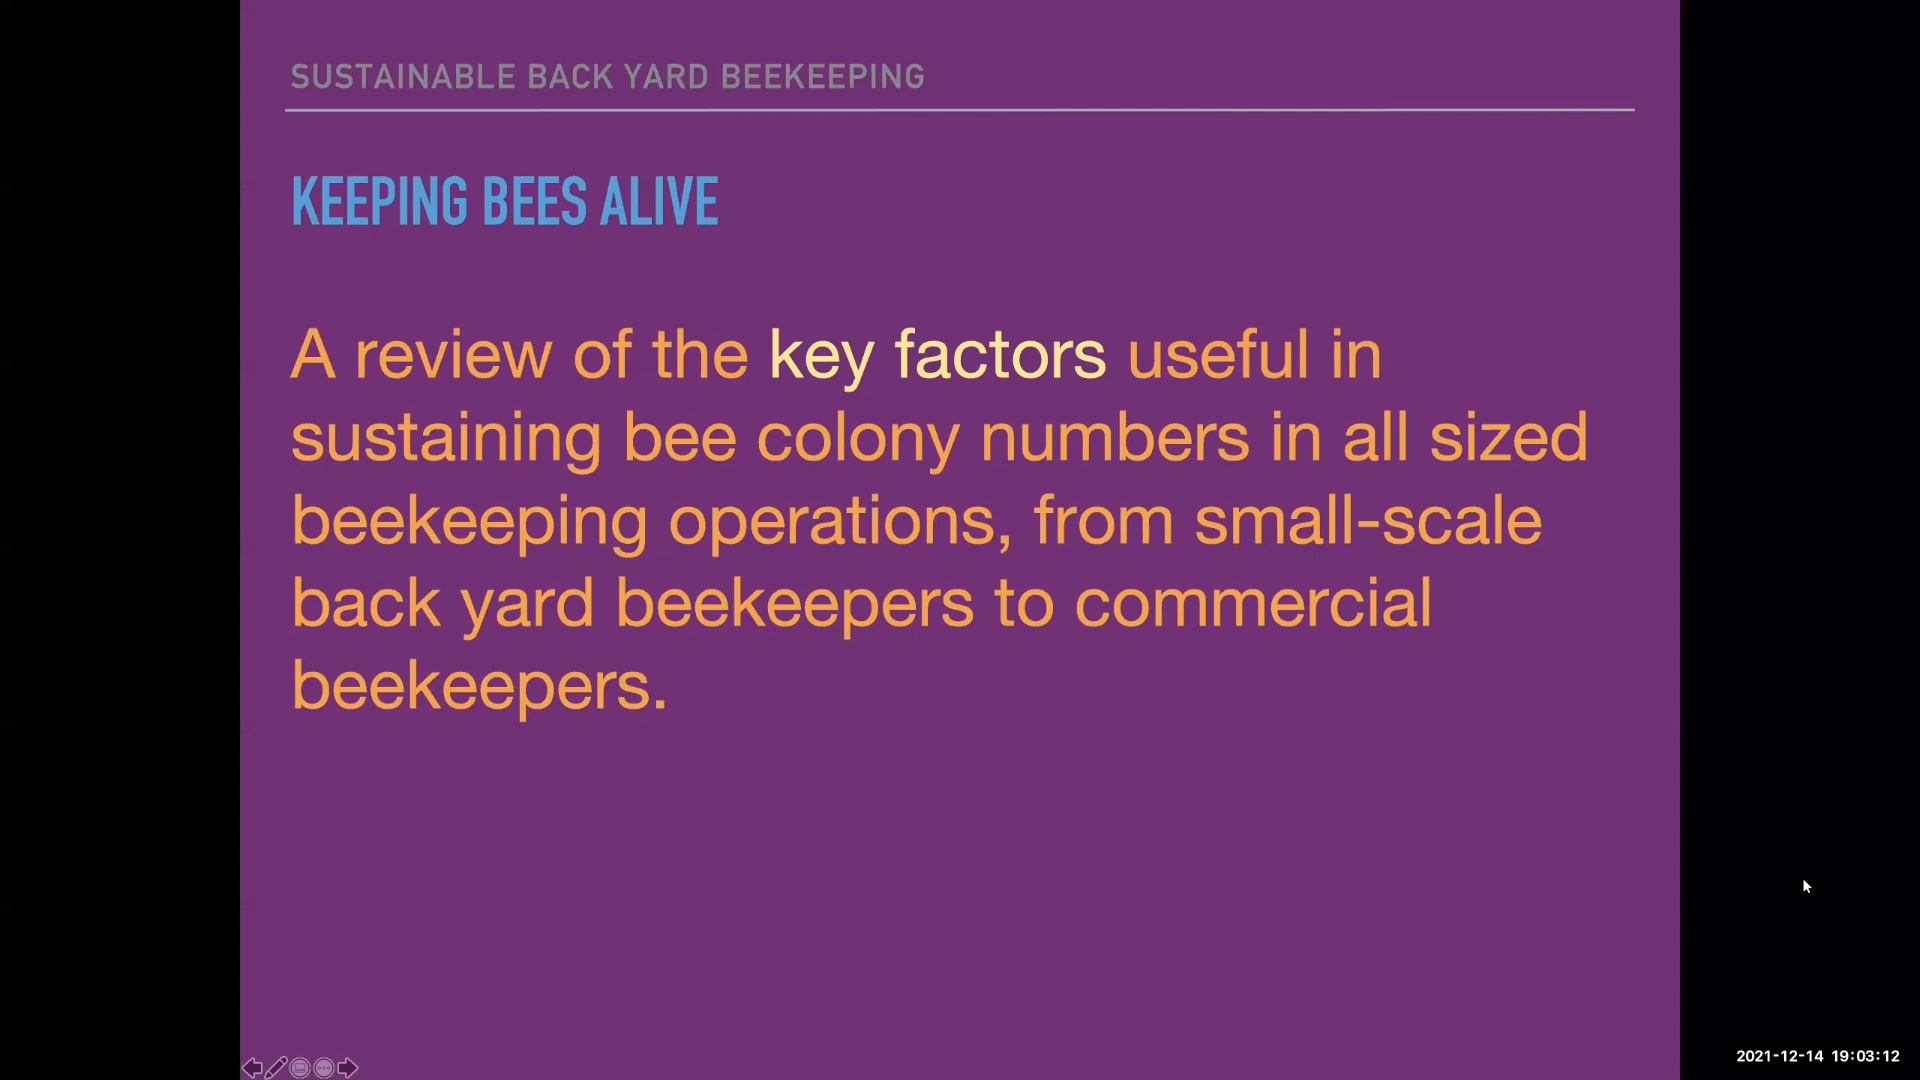 SUSTAINABLE BACK YARD BEEKEEPING
KEEPING BEES ALIVE
A review of the key factors useful in
sustaining bee colony numbers in all sized
beekeeping operations, from small-scale
back yard beekeepers to commercial
beekeepers.
2021-12-14 19:03:12